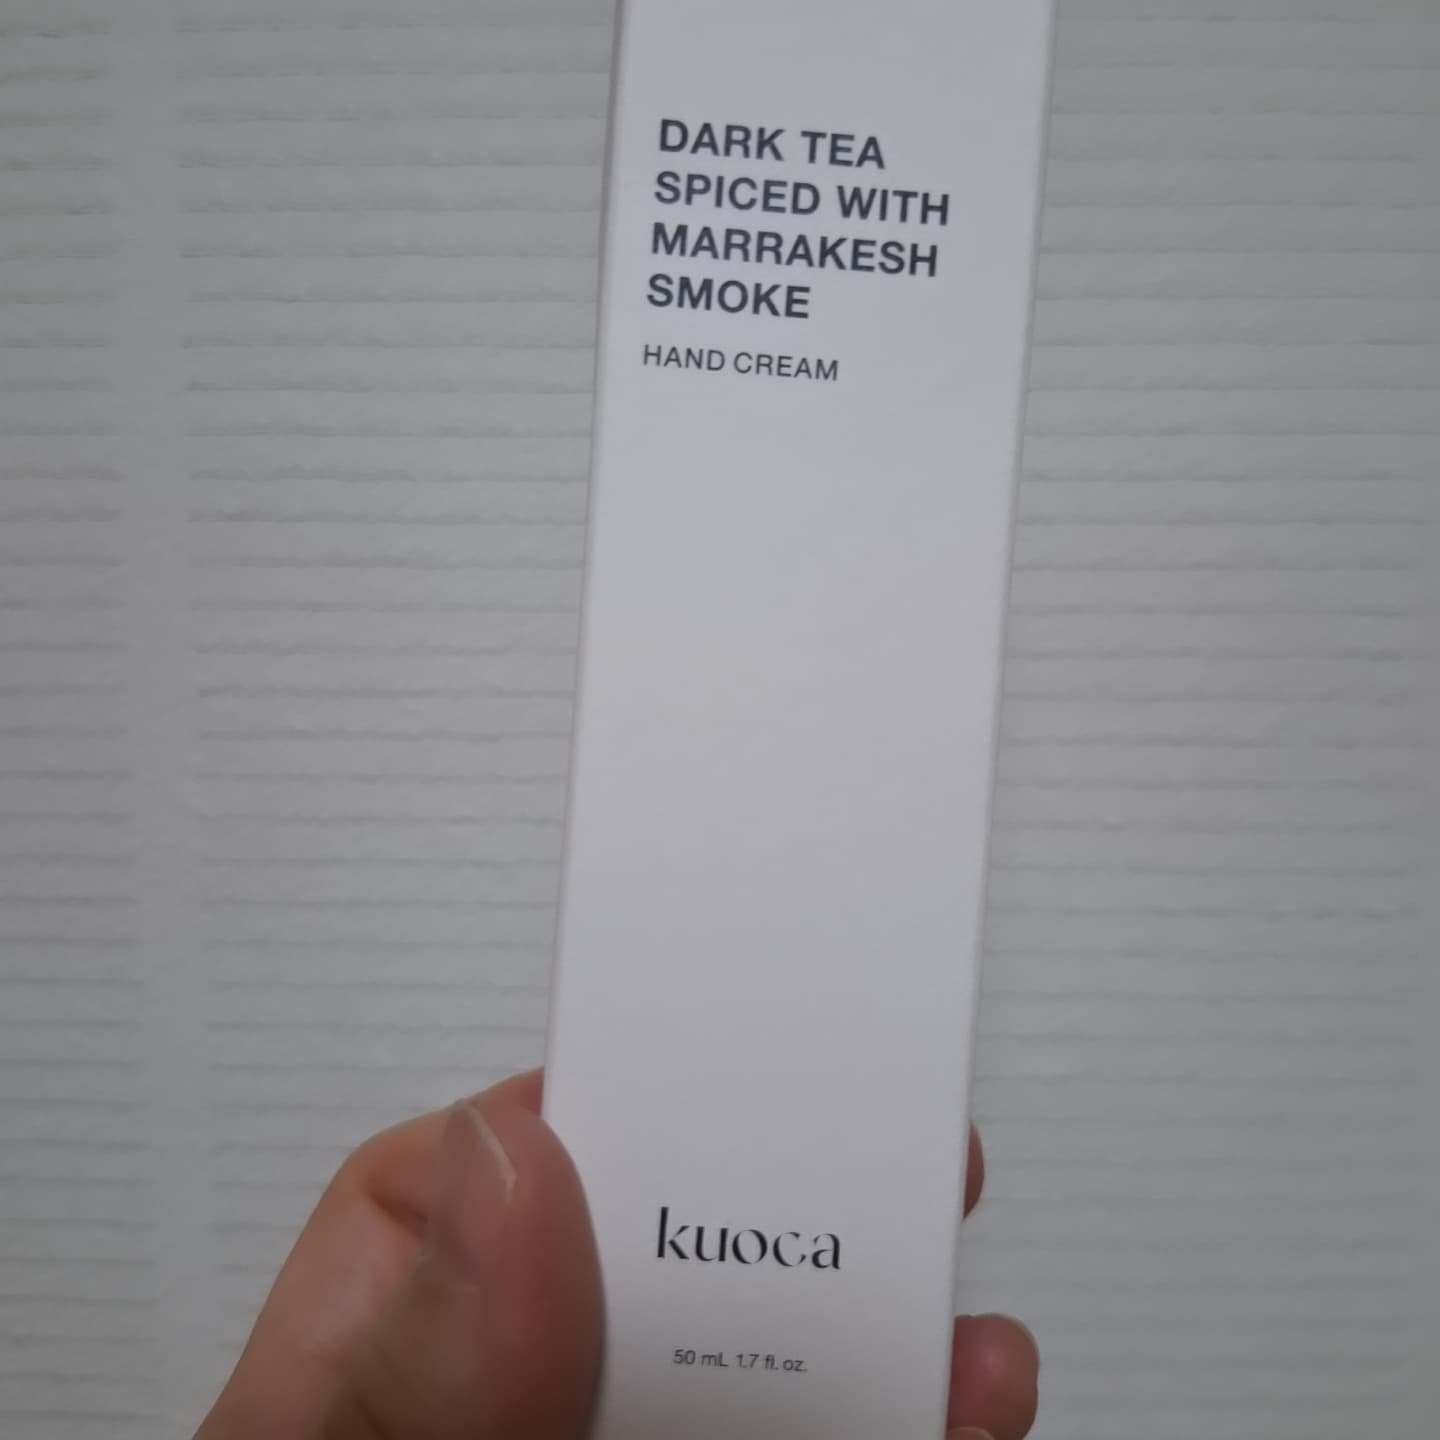 DARK TEA
SPICED WITH
MARRAKESH
SMOKE
HAND CREAM
kuoca
50 mL 1.7 fl. oz.